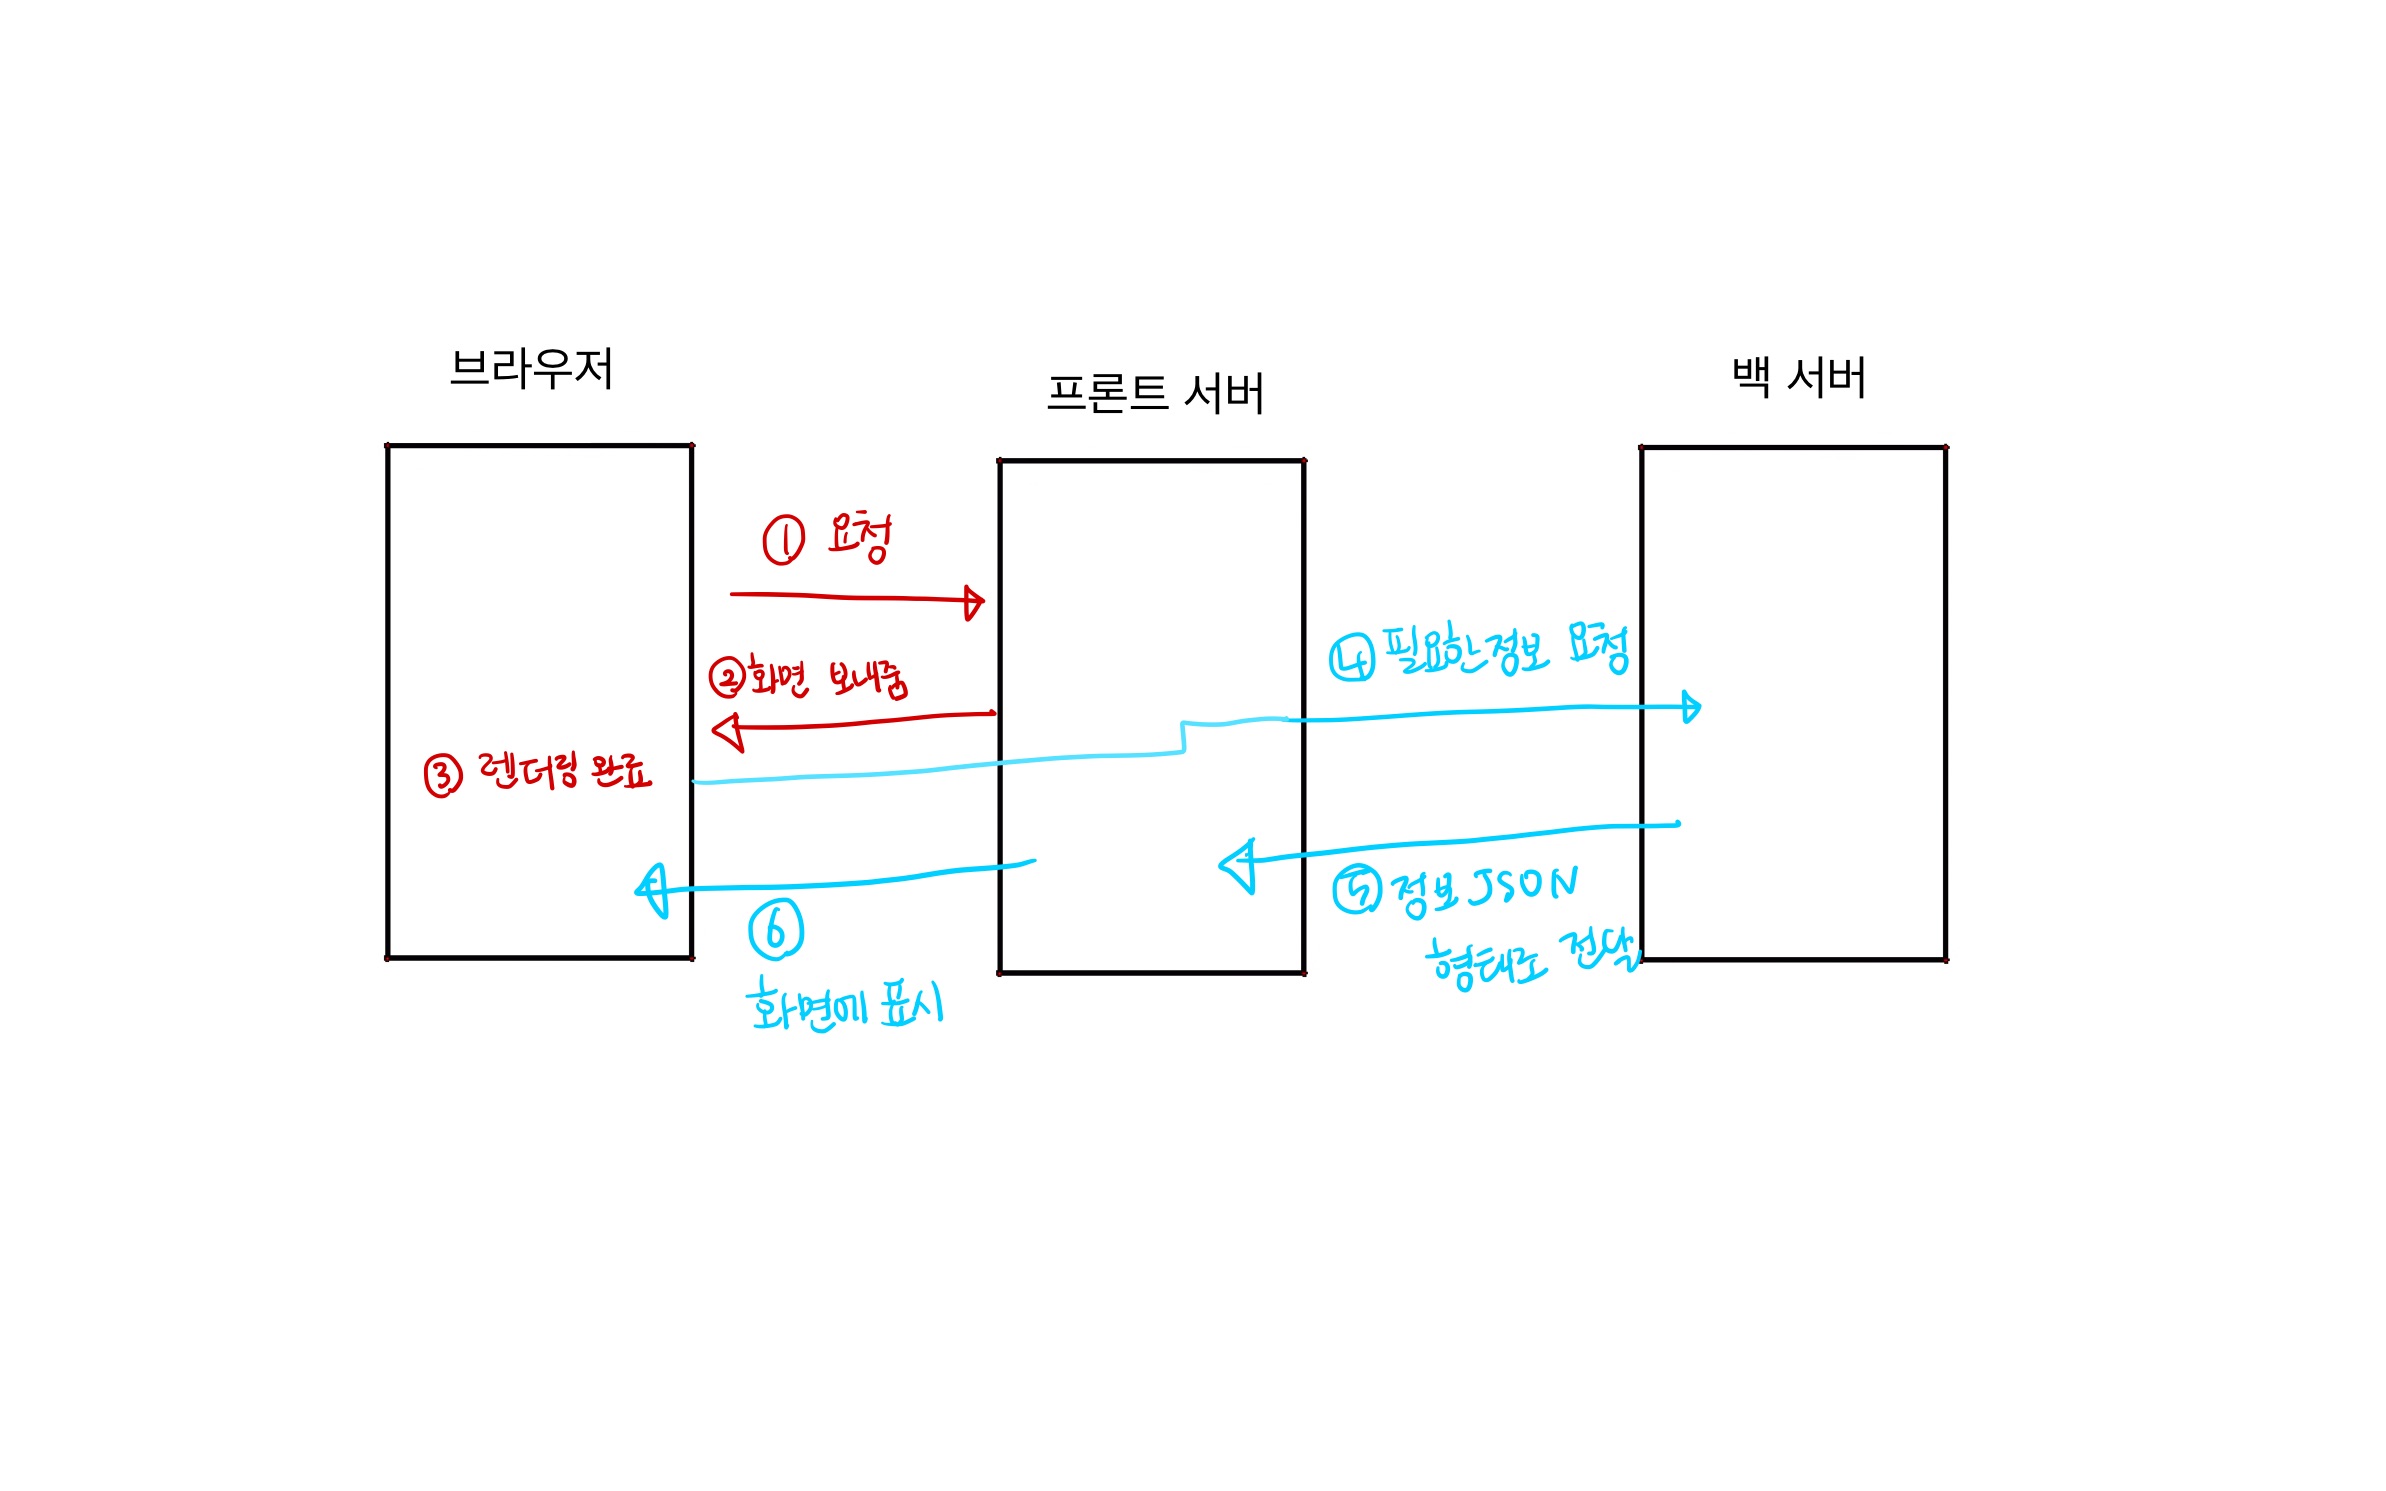 브라우저
프론트 서버
백 서버
① 요청
② 화면 보내줌
③ 렌더링 완료
④ 필요한 정보 요청
⑤ 정보 JSON
형태로 전송
⑥
화면에 표시